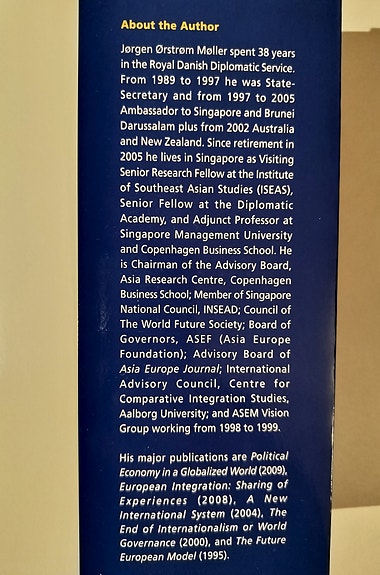 About the Author
Jørgen Ørstrøm Møller spent 38 years
in the Royal Danish Diplomatic Service.
From 1989 to 1997 he was State-
Secretary and from 1997 to 2005
Ambassador to Singapore and Brunei
Darussalam plus from 2002 Australia
and New Zealand. Since retirement in
2005 he lives in Singapore as Visiting
Senior Research Fellow at the Institute
of Southeast Asian Studies (ISEAS),
Senior Fellow at the Diplomatic
Academy, and Adjunct Professor at
Singapore Management University
and Copenhagen Business School. He
is Chairman of the Advisory Board,
Asia Research Centre, Copenhagen
Business School; Member of Singapore
National Council, INSEAD; Council of
The World Future Society; Board of
Governors, ASEF (Asia Europe
Foundation); Advisory Board of
Asia Europe Journal; International
Advisory Council, Centre for
Comparative Integration Studies,
Aalborg University; and ASEM Vision
Group working from 1998 to 1999.
His major publications are Political
Economy in a Globalized World (2009),
European Integration: Sharing of
Experiences (2008), A New
International System (2004), The
End of Internationalism or World
Governance (2000), and The Future
European Model (1995).